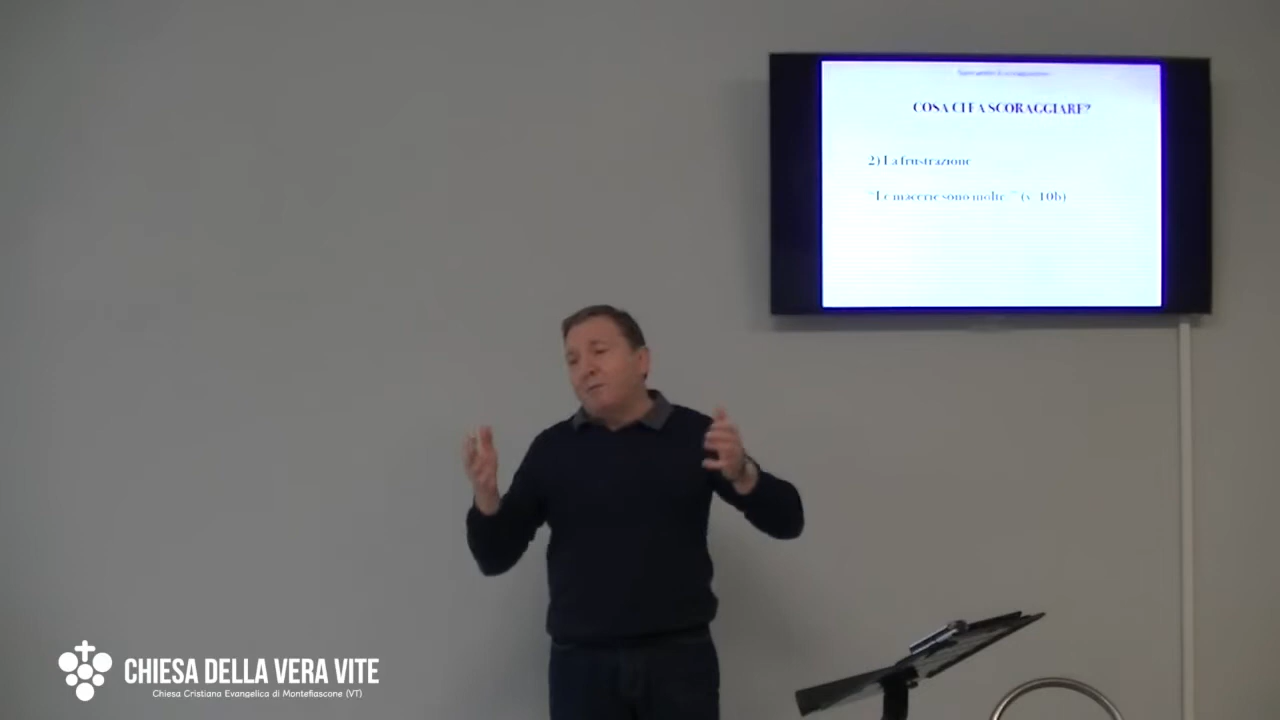 COSA CI FA SCORAGGIARE?
2) La frustrazione
"Le macerie sono molte." (v. 10b)
CHIESA DELLA VERA VITE
Chiesa Cristiana Evangelica di Montefiascone (VT)